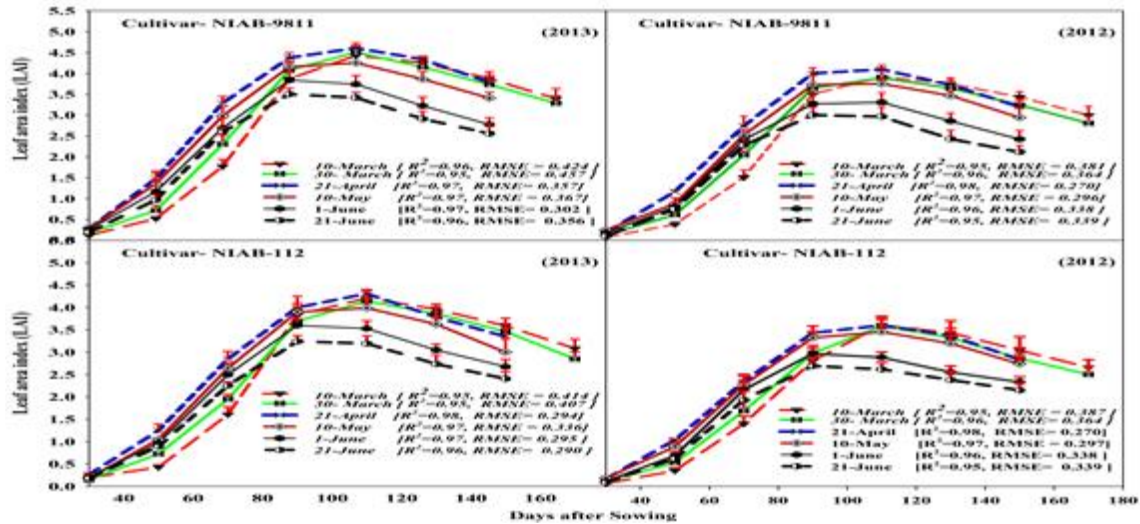 Cultivar- NIAB-9811
(2013)
5.5
5.0
4.5
4.0
3.5
3.0
2.5
2.0
1.5
1.0
0.5
Leaf area index (LAI)
10-March [ R²=0.96, RMSE = 0.424 ]
30- March [ R²=0.95, RMSE = 0.457 ]
21-April [R²=0.97, RMSE= 0.357]
10-May [R²=0.97, RMSE= 0.367]
1-June [R²=0.97, RMSE= 0.302]
21-June [R²=0.96, RMSE= 0.356 ]
Cultivar- NIAB-9811
(2012)
10-March [ R²=0.95, RMSE = 0.381 ]
30- March [ R²=0.96, RMSE = 0.364 ]
21-April [R²=0.98, RMSE= 0.270]
10-May [R²=0.97, RMSE= 0.296]
1-June [R²=0.96, RMSE= 0.338 ]
21-June [R²=0.95, RMSE= 0.339 ]
Cultivar- NIAB-112
(2013)
5.0
4.5
4.0
3.5
3.0
2.5
2.0
1.5
1.0
0.5
0.0
Leaf area index (LAI)
10-March [ R²=0.95, RMSE = 0.414 ]
30-March [ R²=0.95, RMSE = 0.407 ]
21-April [R²=0.98, RMSE= 0.294]
10-May [R²=0.97, RMSE= 0.336]
1-June [R²=0.97, RMSE= 0.295 ]
21-June [R²=0.96, RMSE= 0.290 ]
Cultivar- NIAB-112
(2012)
10-March [ R²=0.95, RMSE = 0.387 ]
30-March [ R²=0.96, RMSE = 0.364 ]
21-April [R²=0.98, RMSE= 0.270]
10-May [R²=0.97, RMSE= 0.297]
1-June [R²=0.96, RMSE= 0.338 ]
21-June [R²=0.95, RMSE= 0.339 ]
40 60 80 100 120 140 160
40 60 80 100 120 140 160 180
Days after Sowing